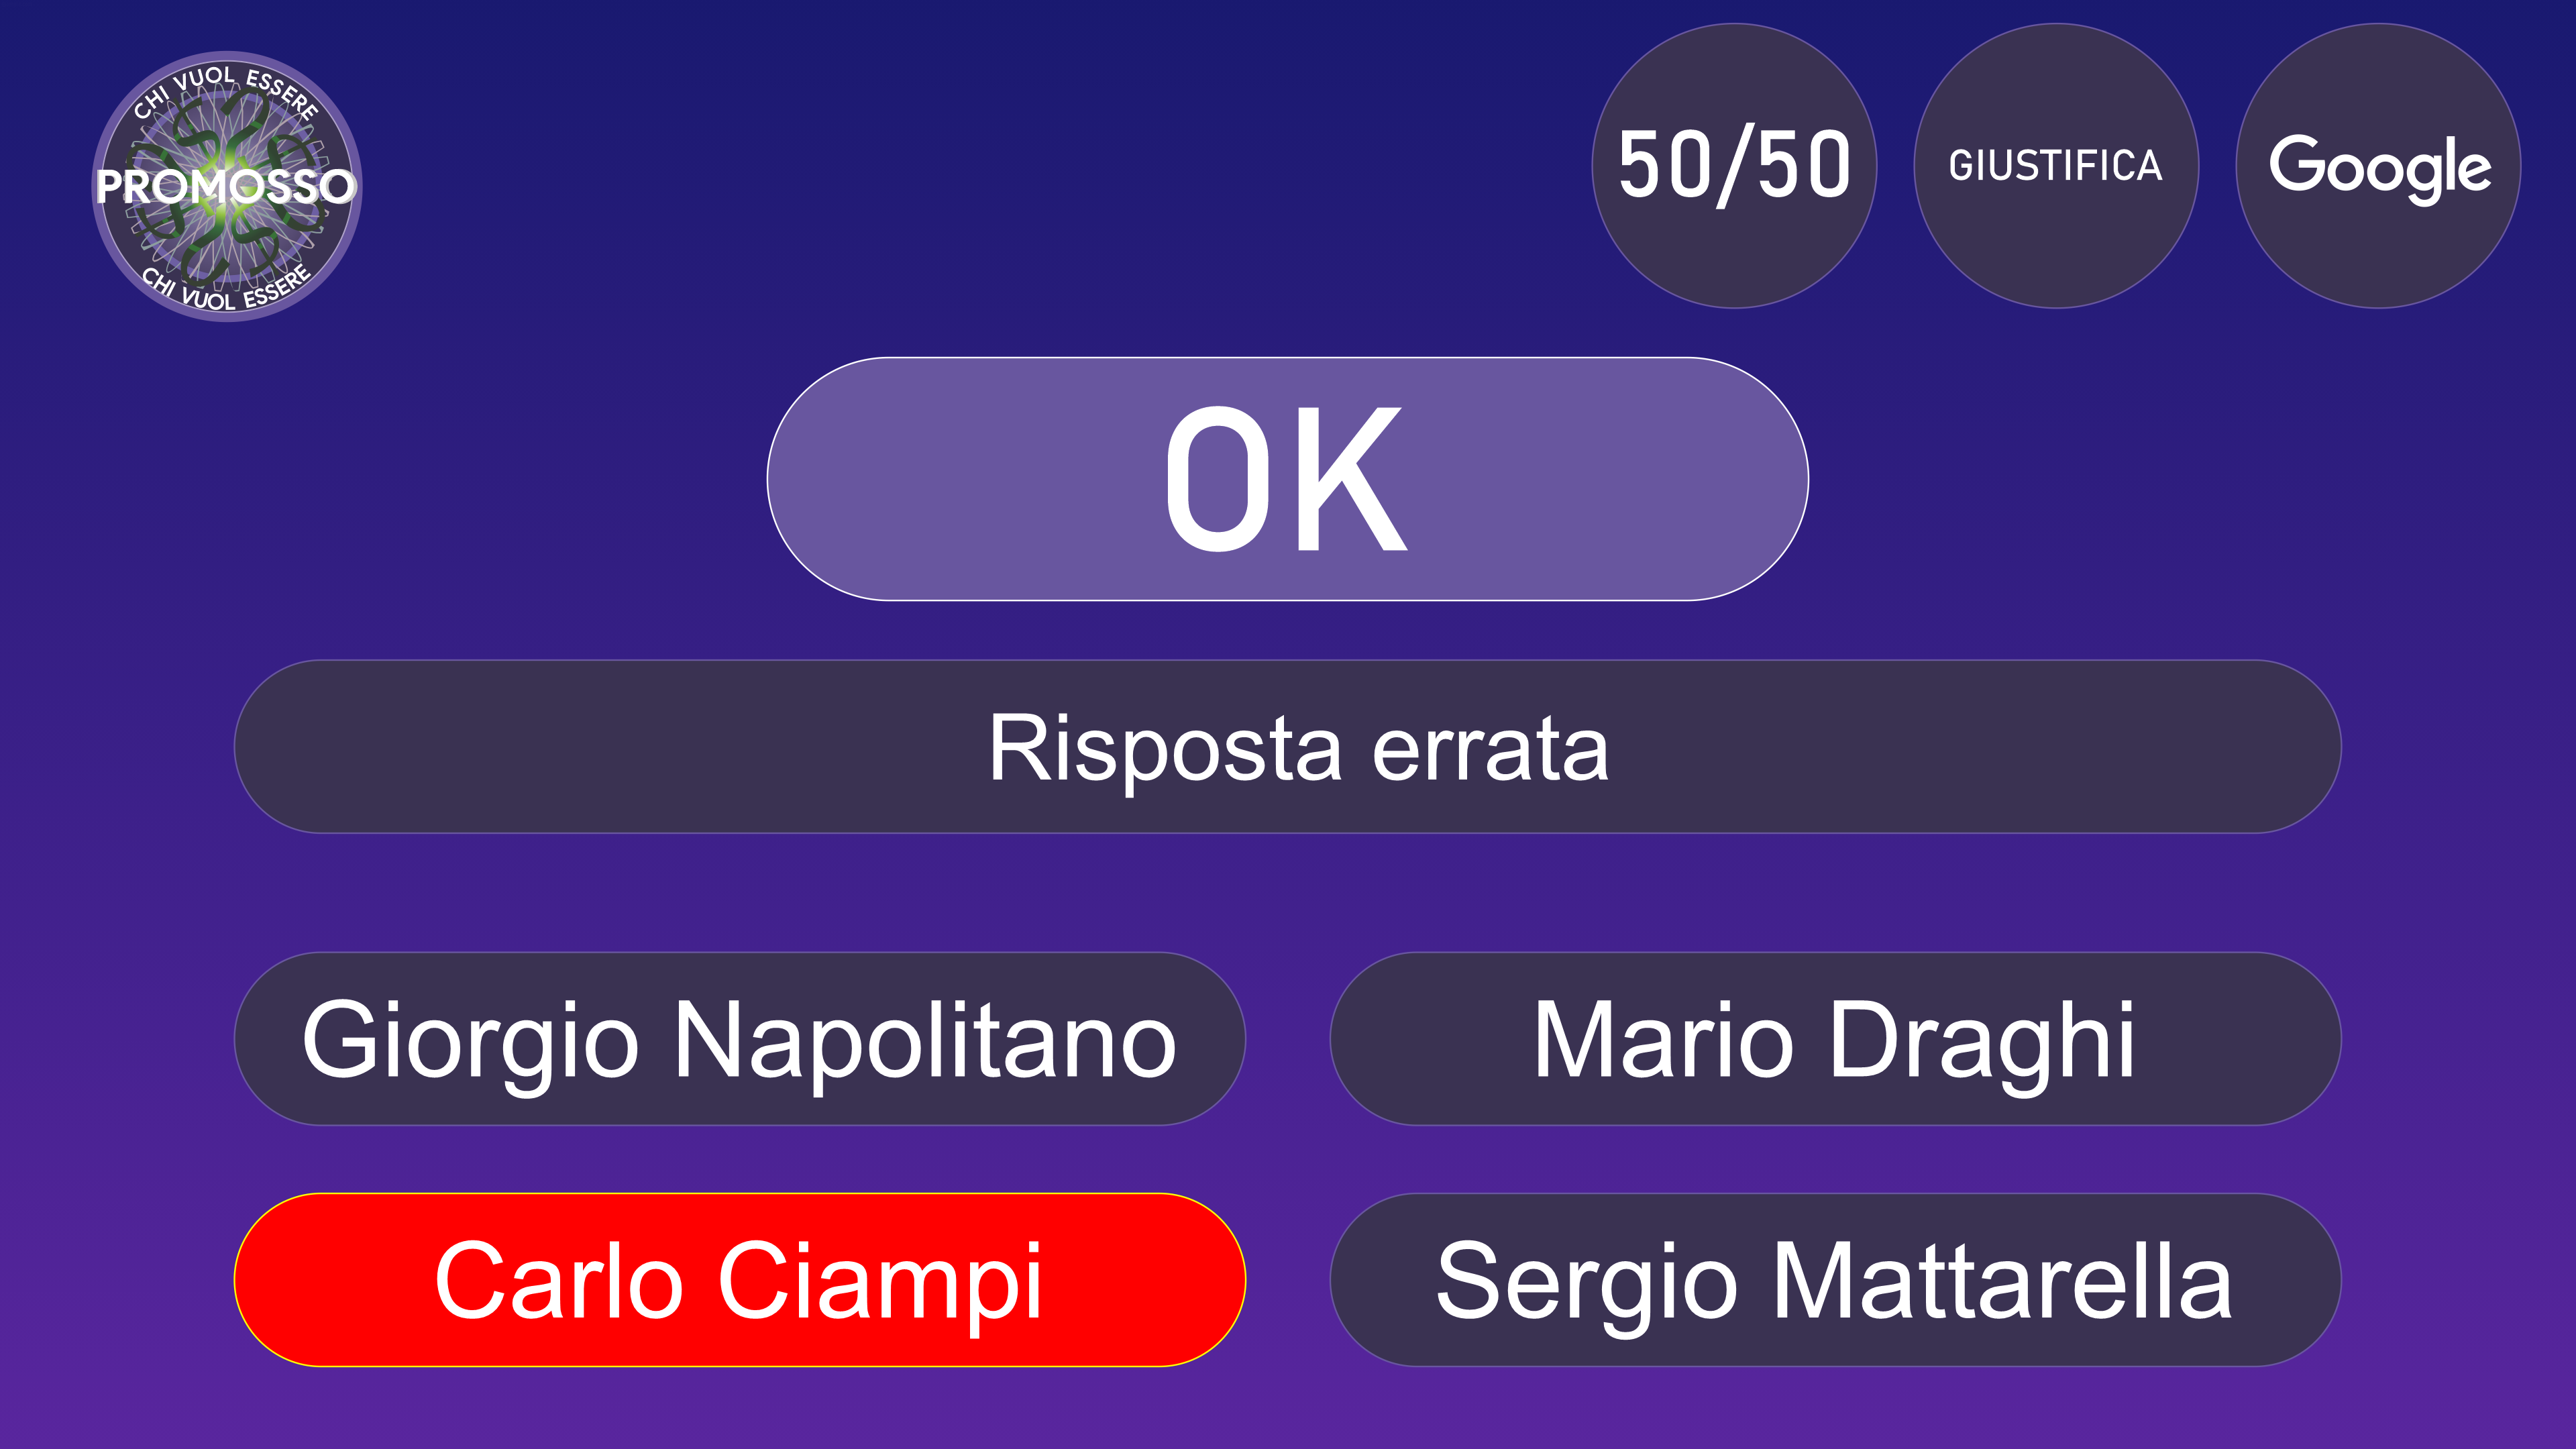 CHI VUOL ESSERE
PROMOSSO
CHI VUOL ESSERE
50/50
GIUSTIFICA
Google
OK
Risposta errata
Giorgio Napolitano
Mario Draghi
Carlo Ciampi
Sergio Mattarella